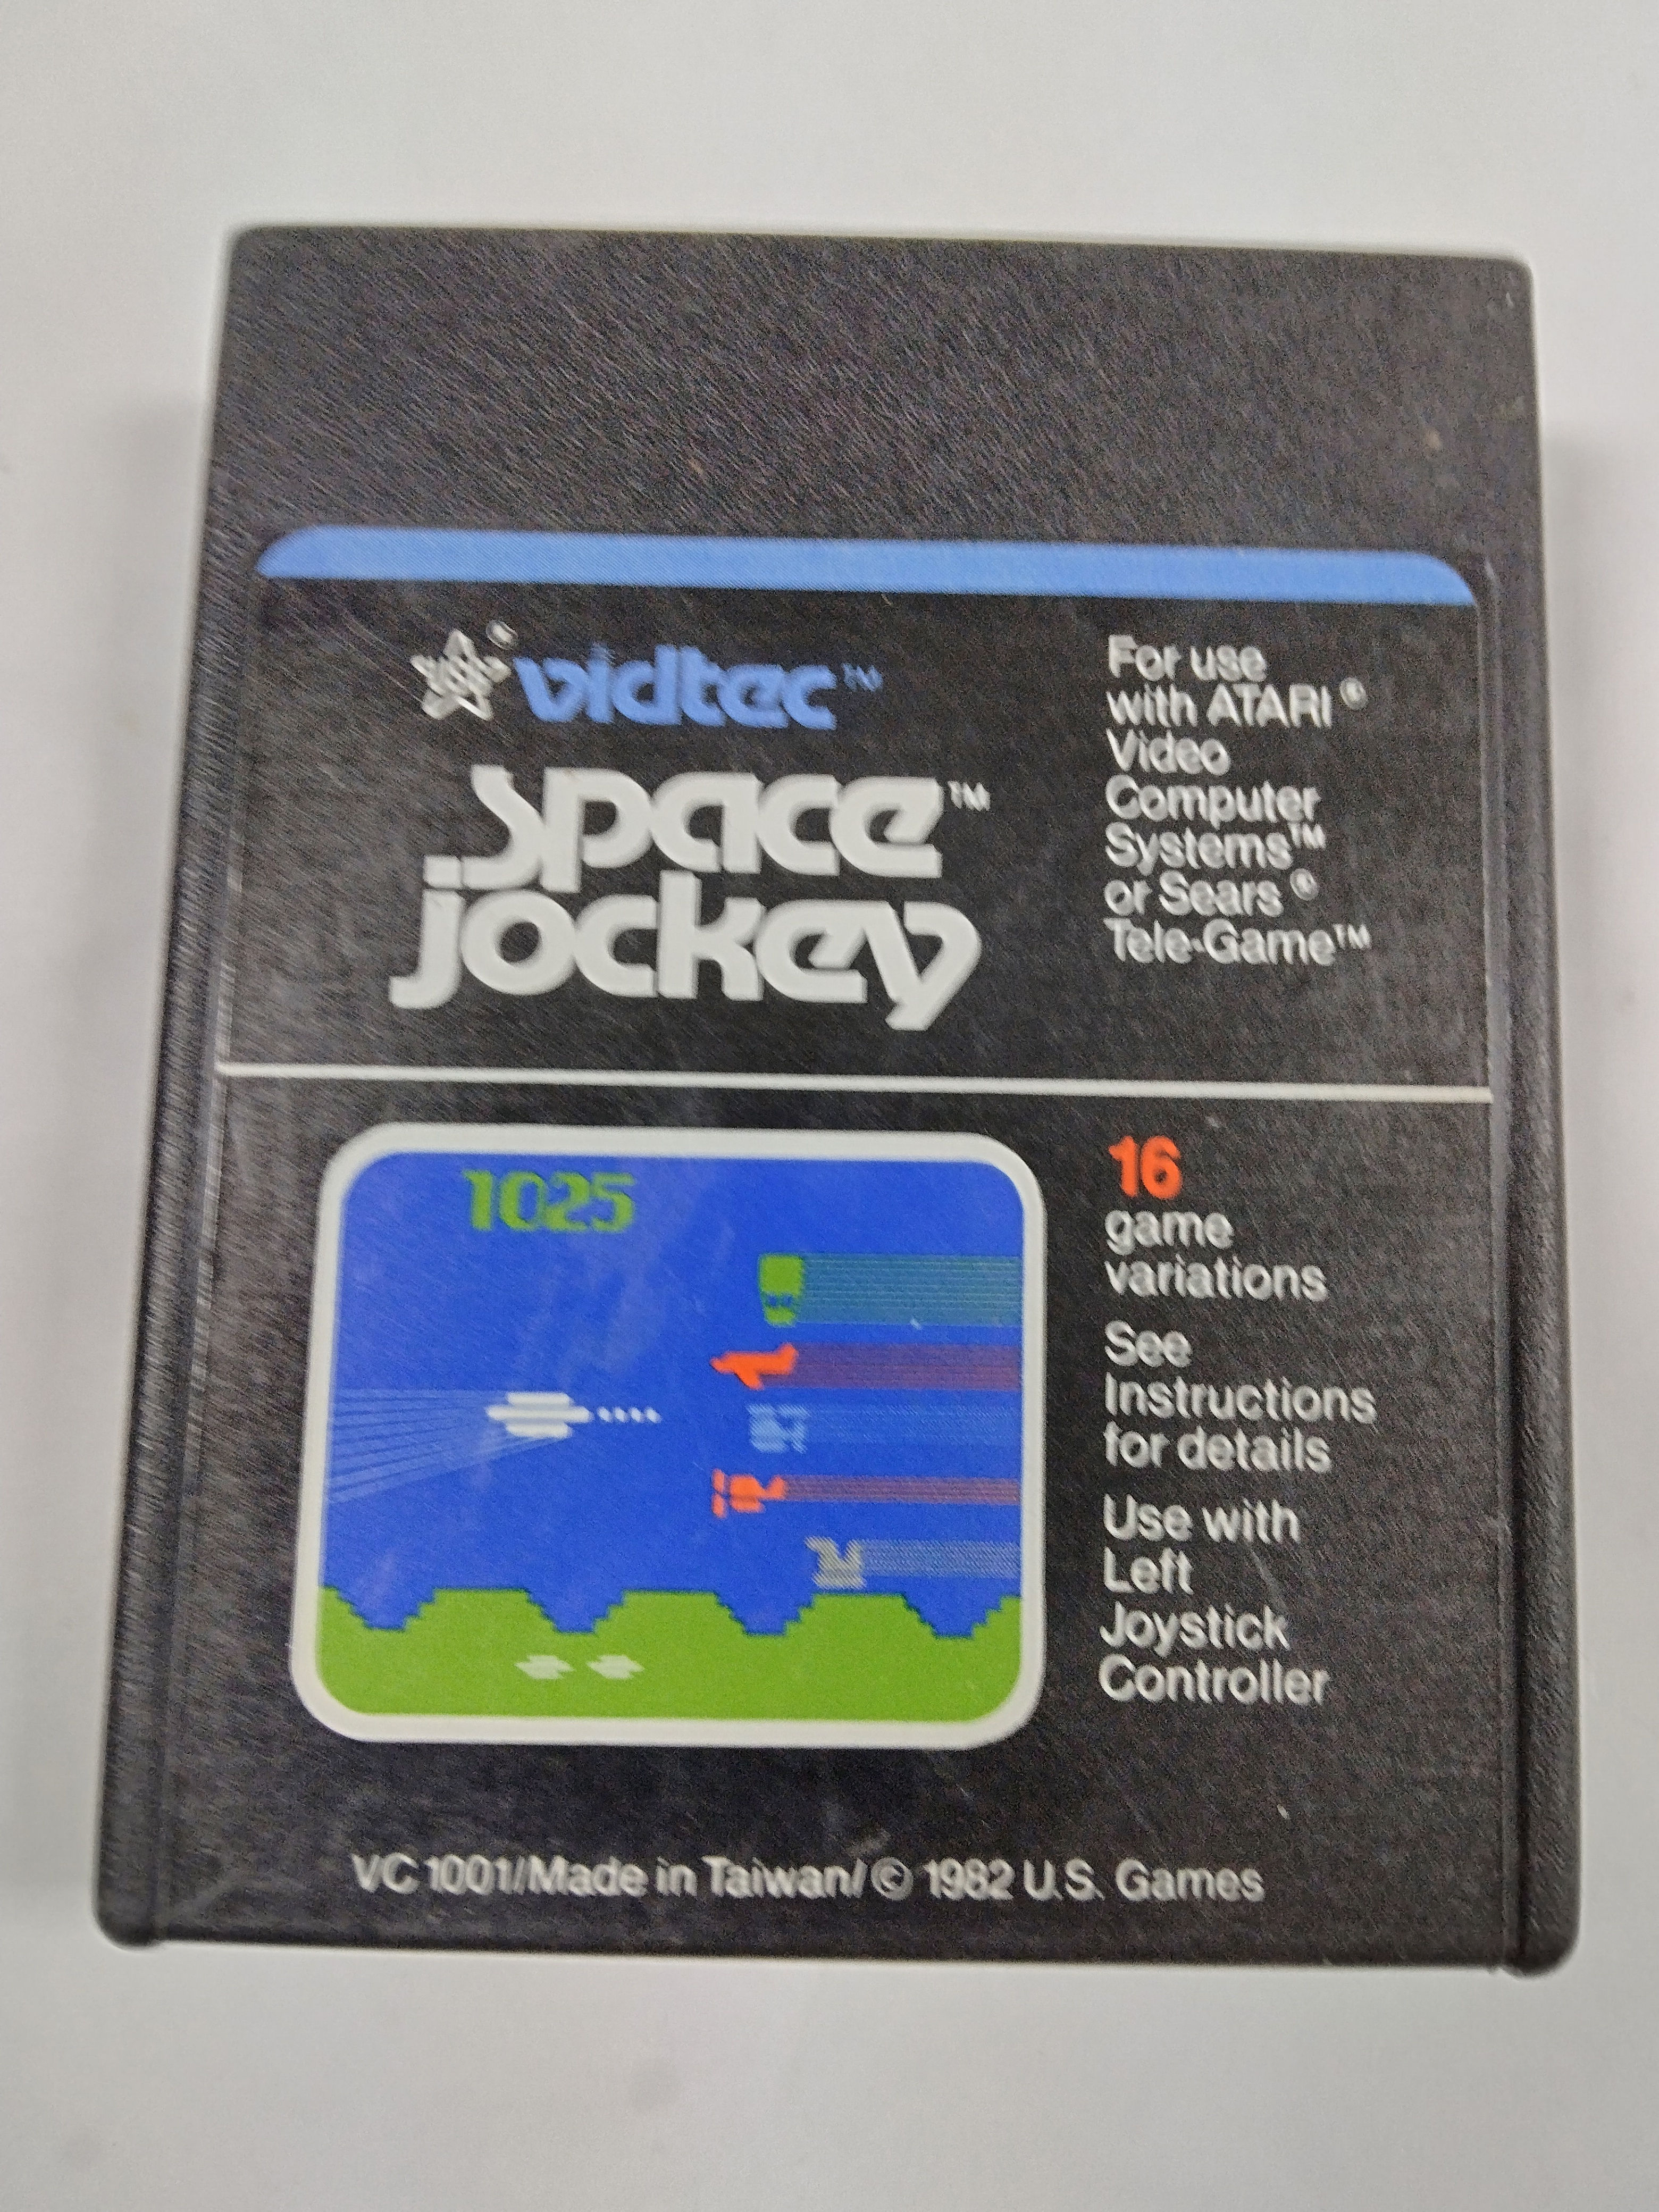 vidtec™
space™
jockey
For use
with ATARI®
Video
Computer
Systems™
or Sears®
Tele-Game™
1025
16
game
variations
See
Instructions
for details
Use with
Left
Joystick
Controller
VC 1001/Made in Taiwan/© 1982 U.S. Games